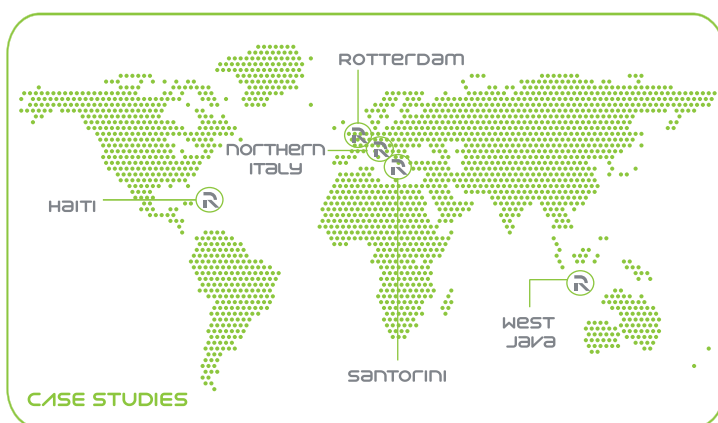 ROTTERDAM
R
NORTHERN
ITALY
R
R
HAITI
R
R
WEST
JAVA
SANTORINI
CASE STUDIES